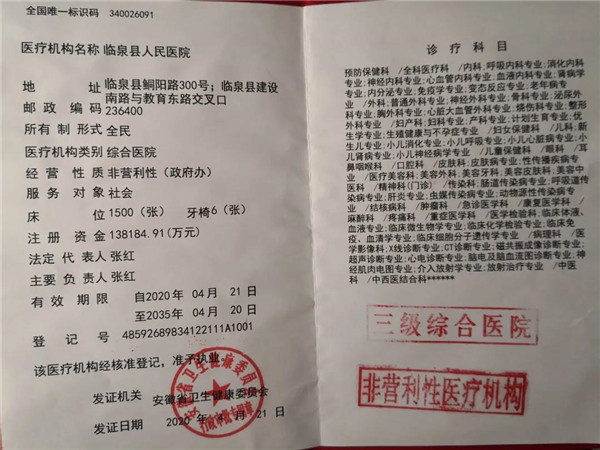 全国唯一标识码 340026091
医疗机构名称 临泉县人民医院
地 址 临泉县鲖阳路300号；临泉县建设
南路与教育东路交叉口
邮政编码 236400
所有制形式 全民
医疗机构类别 综合医院
经营性质 非营利性（政府办）
服务对象 社会
床 位 1500（张） 牙椅6（张）
注册资金 138184.91(万元)
法定代表人 张红
主要负责人 张红
有效期限 自2020年 04月 21日
至2035年 04月 20日
登记号 48592689834122111A1001
该医疗机构经核准登记，准予执业。
发证机关 安徽省卫生健康委员会
发证日期 2020年 4月 21日
安徽省卫生健康委员会
诊疗科目
预防保健科 /全科医疗科 /内科;呼吸内科专业;消化内
科专业;神经内科专业;心血管内科专业;血液内科专业;肾病学
专业;内分泌专业;免疫学专业;变态反应专业;老年病专业
/外科;普通外科专业;神经外科专业;骨科专业;泌尿外
科专业;胸外科专业;心脏大血管外科专业;烧伤科专业;整形
外科专业 /妇产科;妇科专业;产科专业;计划生育专业;优
生学专业;生殖健康与不孕症专业 /妇女保健科 /儿科;
新生儿专业;小儿消化专业;小儿呼吸专业;小儿心脏病专业;小
儿肾病专业;小儿神经病学专业 /儿童保健科 /眼科 /耳
鼻咽喉科 /口腔科 /皮肤科;皮肤病专业;性传播疾病专业
/医疗美容科;美容外科;美容牙科;美容皮肤科;美容中
医科 /精神科(门诊) /传染科;肠道传染病专业;呼吸道传
染病专业;肝炎专业;虫媒传染病专业;动物源性传染病专业
/结核病科 /肿瘤科 /急诊医学科 /康复医学科 /
麻醉科 /疼痛科 /重症医学科 /医学检验科;临床体液、
血液专业;临床微生物学专业;临床化学检验专业;临床免
疫、血清学专业;临床细胞分子遗传学专业 /病理科 /医
学影像科;X线诊断专业;CT诊断专业;磁共振成像诊断专业;
超声诊断专业;心电诊断专业;脑电及脑血流图诊断专业;神
经肌肉电图专业;介入放射学专业;放射治疗专业 /中医
科 /中西医结合科******
三级综合医院
非营利性医疗机构